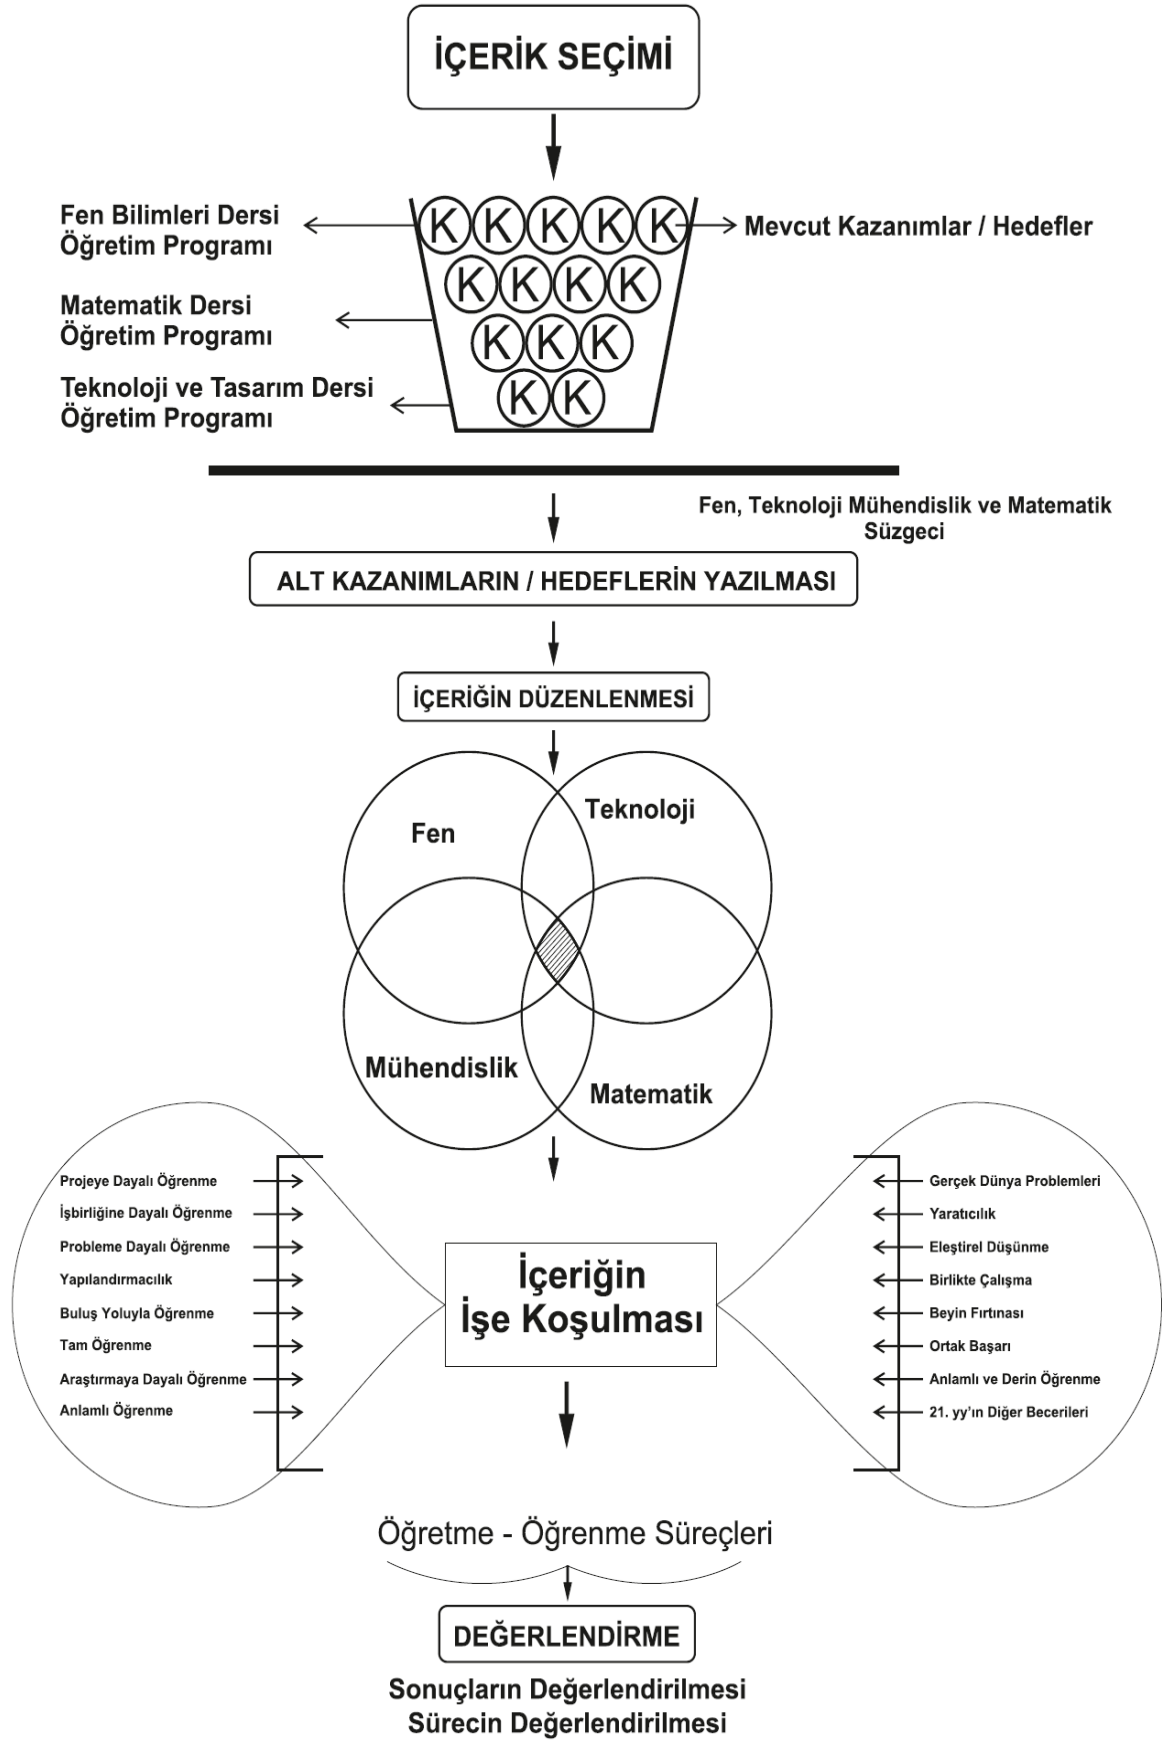 İÇERİK SEÇİMİ
Fen Bilimleri Dersi
Öğretim Programı
K K K K K
Mevcut Kazanımlar / Hedefler
K K K K
Matematik Dersi
Öğretim Programı
K K K
Teknoloji ve Tasarım Dersi
Öğretim Programı
K K
Fen, Teknoloji Mühendislik ve Matematik
Süzgeci
ALT KAZANIMLARIN / HEDEFLERİN YAZILMASI
İÇERİĞİN DÜZENLENMESİ
Fen
Teknoloji
Mühendislik
Matematik
Projeye Dayalı Öğrenme
İşbirliğine Dayalı Öğrenme
Probleme Dayalı Öğrenme
Yapılandırmacılık
Buluş Yoluyla Öğrenme
Tam Öğrenme
Araştırmaya Dayalı Öğrenme
Anlamlı Öğrenme
İçeriğin
İşe Koşulması
Gerçek Dünya Problemleri
Yaratıcılık
Eleştirel Düşünme
Birlikte Çalışma
Beyin Fırtınası
Ortak Başarı
Anlamlı ve Derin Öğrenme
21. yy'ın Diğer Becerileri
Öğretme - Öğrenme Süreçleri
DEĞERLENDİRME
Sonuçların Değerlendirilmesi
Sürecin Değerlendirilmesi